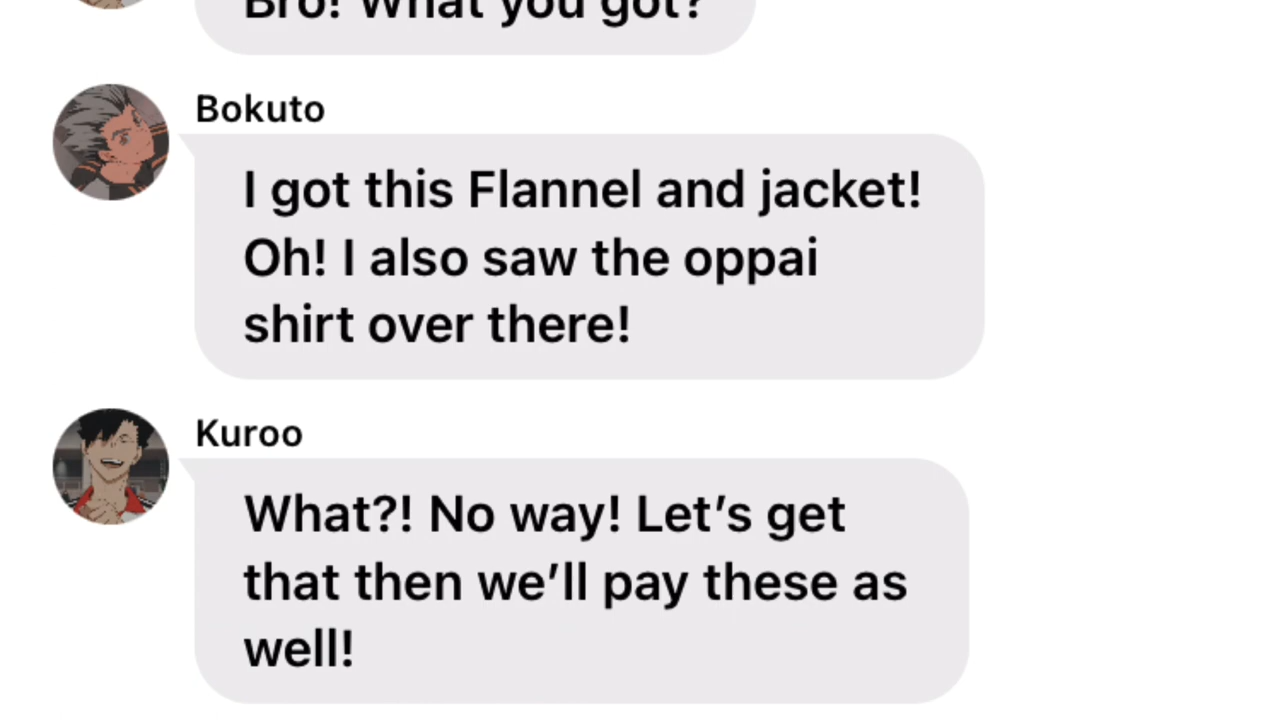 Bro! What you got?
Bokuto
I got this Flannel and jacket!
Oh! I also saw the oppai
shirt over there!
Kuroo
What?! No way! Let’s get
that then we’ll pay these as
well!